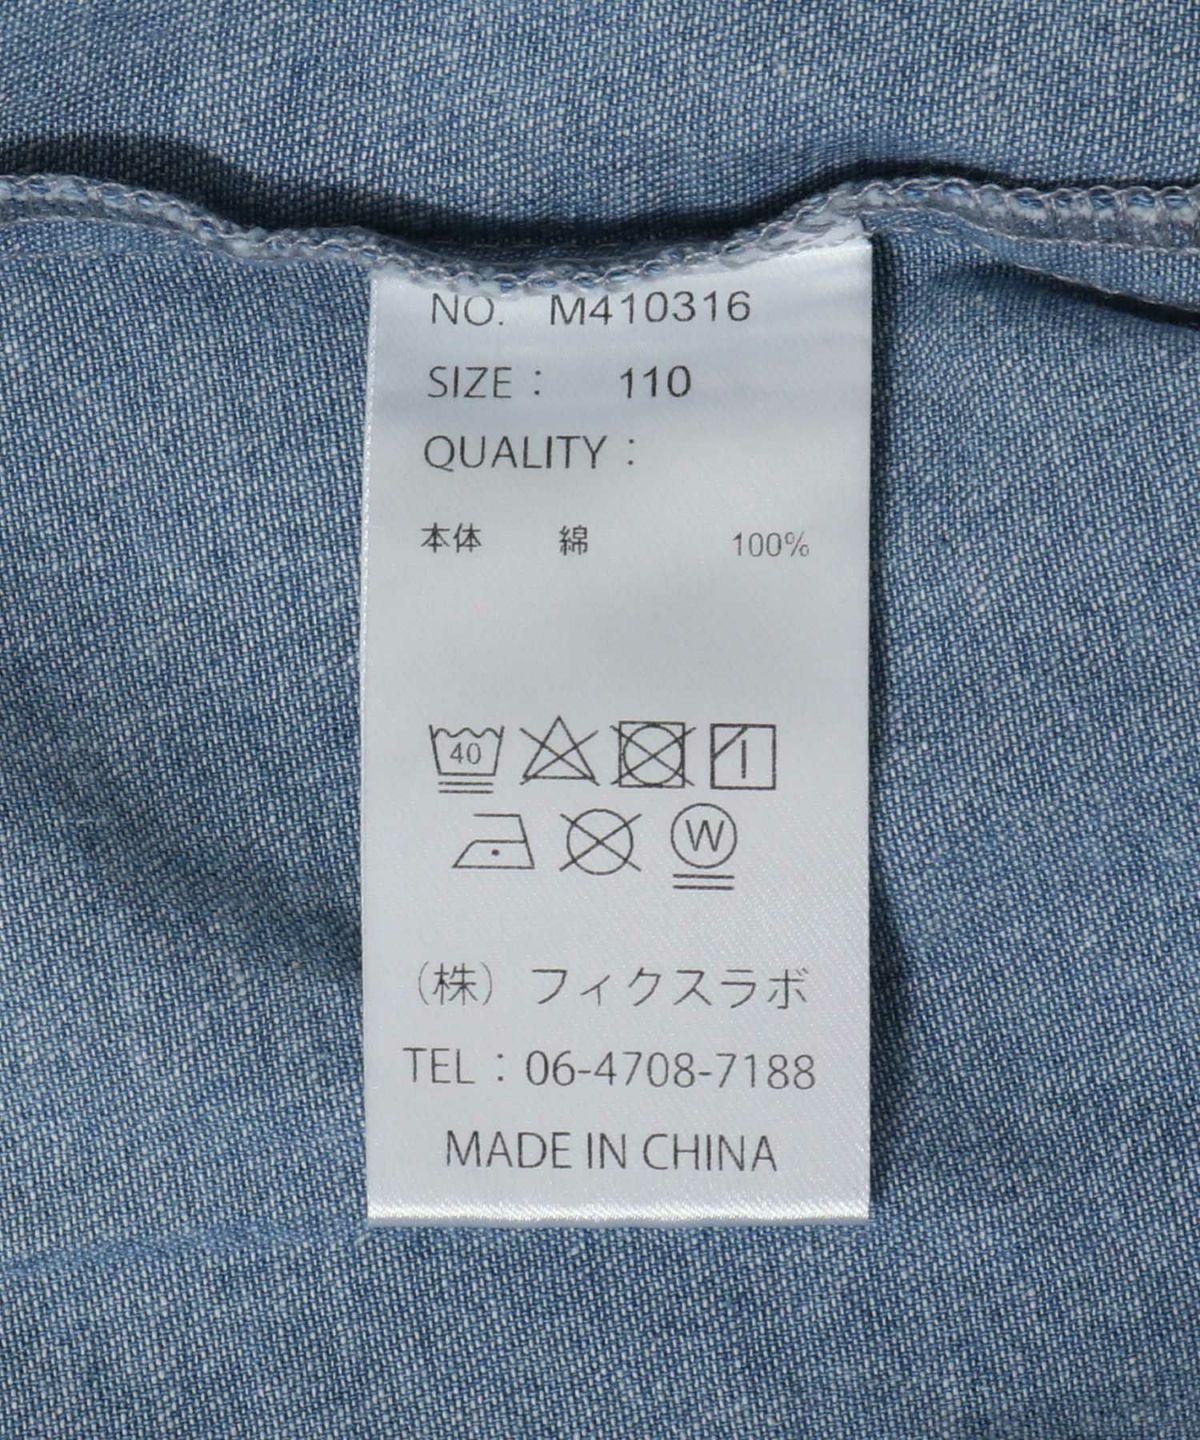 NO. M410316
SIZE： 110
QUALITY：
本体 綿 100%
40
W
（株）フィクスラボ
TEL：06-4708-7188
MADE IN CHINA